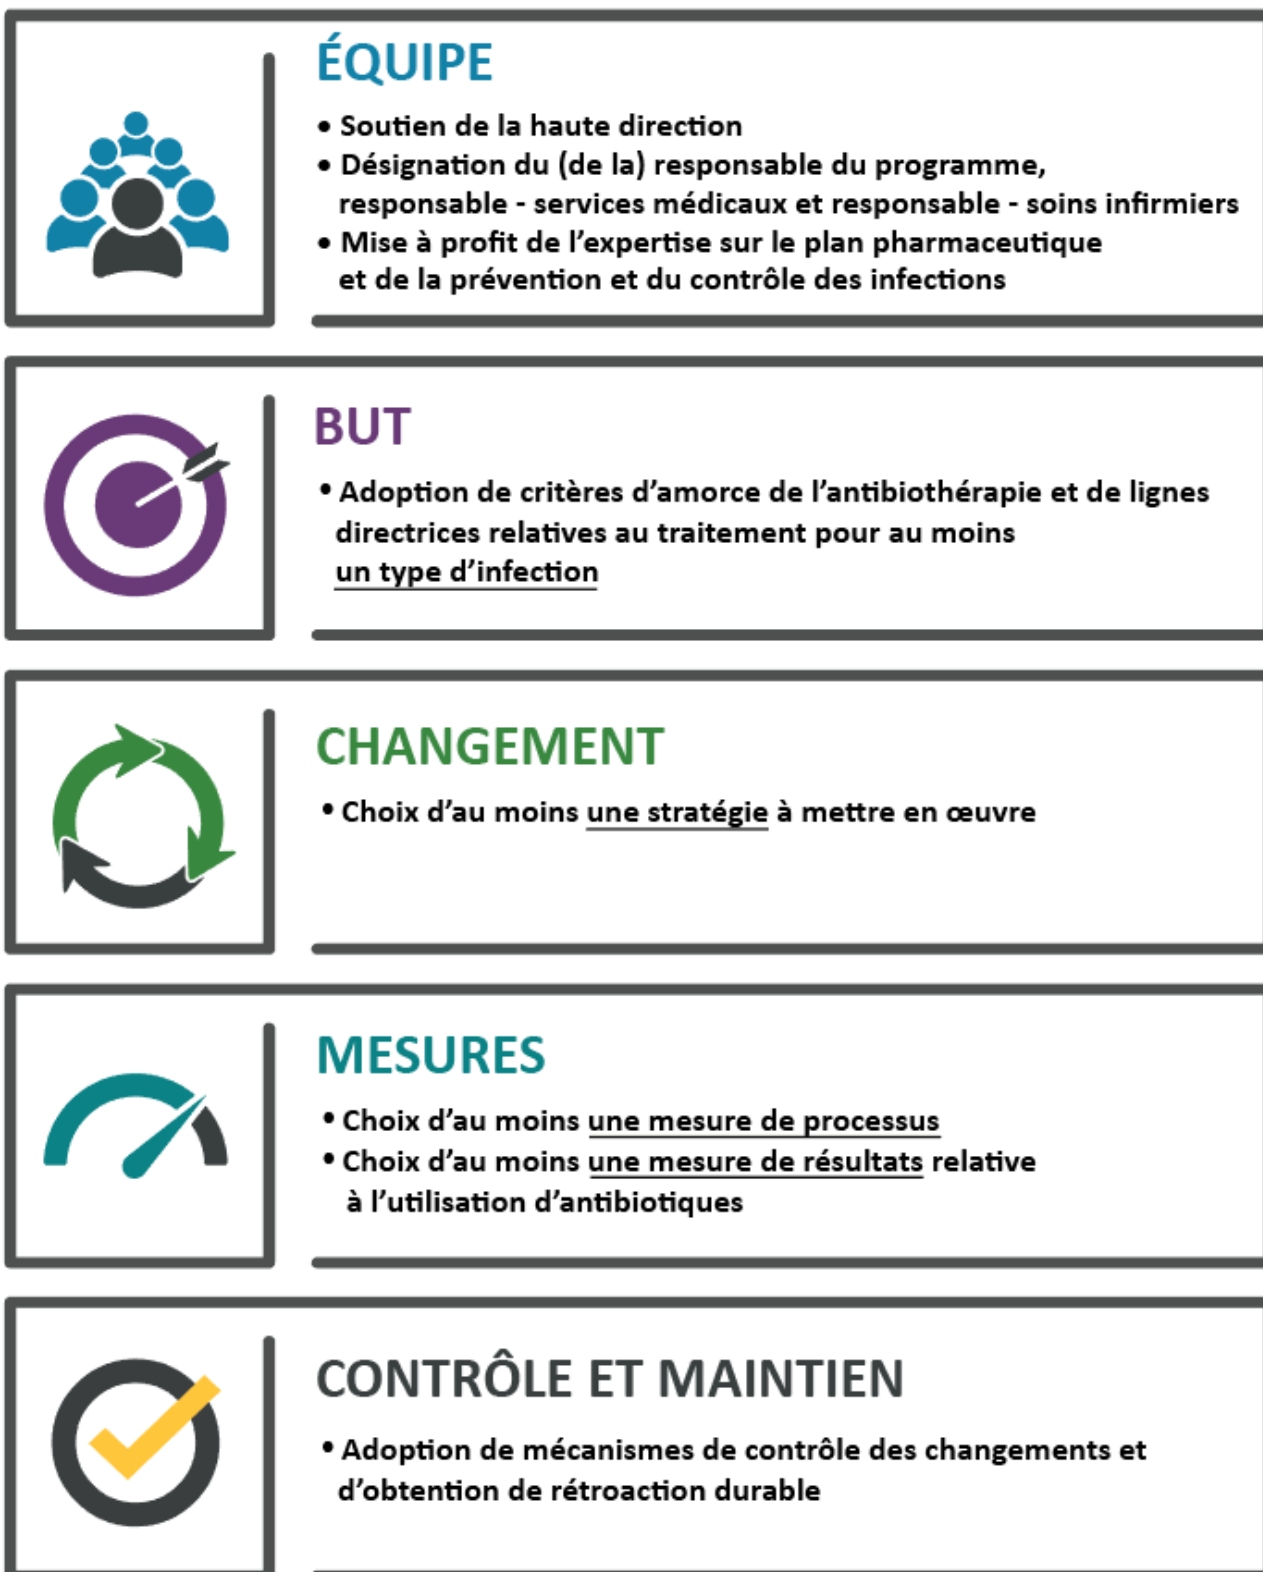 ÉQUIPE
• Soutien de la haute direction
• Désignation du (de la) responsable du programme,
responsable - services médicaux et responsable - soins infirmiers
• Mise à profit de l’expertise sur le plan pharmaceutique
et de la prévention et du contrôle des infections
BUT
• Adoption de critères d’amorce de l’antibiothérapie et de lignes
directrices relatives au traitement pour au moins
un type d’infection
CHANGEMENT
• Choix d’au moins une stratégie à mettre en œuvre
MESURES
• Choix d’au moins une mesure de processus
• Choix d’au moins une mesure de résultats relative
à l’utilisation d’antibiotiques
CONTRÔLE ET MAINTIEN
• Adoption de mécanismes de contrôle des changements et
d’obtention de rétroaction durable